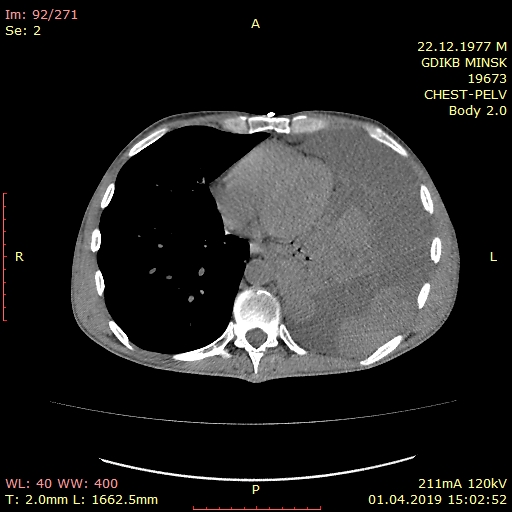 Im: 92/271
Se: 2
A
22.12.1977 M
GDIKB MINSK
19673
CHEST-PELV
Body 2.0
R
L
WL: 40 WW: 400
T: 2.0mm L: 1662.5mm
P
211mA 120kV
01.04.2019 15:02:52